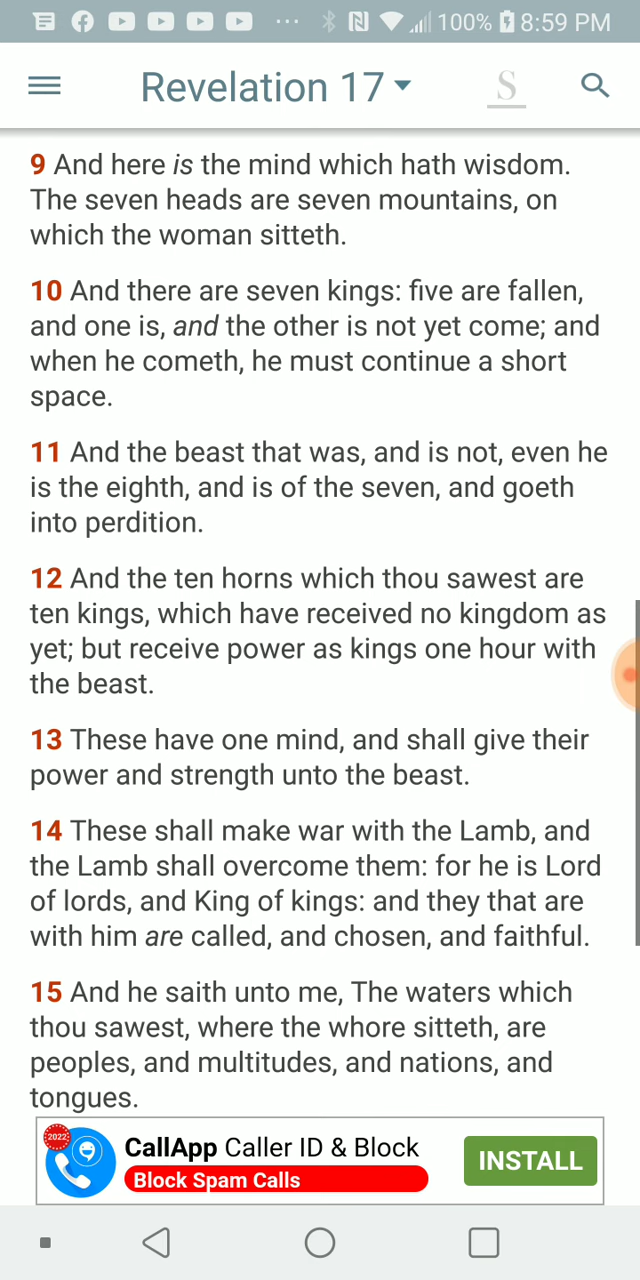 100% 8:59 PM
Revelation 17 S
9 And here is the mind which hath wisdom.
The seven heads are seven mountains, on
which the woman sitteth.
10 And there are seven kings: five are fallen,
and one is, and the other is not yet come; and
when he cometh, he must continue a short
space.
11 And the beast that was, and is not, even he
is the eighth, and is of the seven, and goeth
into perdition.
12 And the ten horns which thou sawest are
ten kings, which have received no kingdom as
yet; but receive power as kings one hour with
the beast.
13 These have one mind, and shall give their
power and strength unto the beast.
14 These shall make war with the Lamb, and
the Lamb shall overcome them: for he is Lord
of lords, and King of kings: and they that are
with him are called, and chosen, and faithful.
15 And he saith unto me, The waters which
thou sawest, where the whore sitteth, are
peoples, and multitudes, and nations, and
tongues.
2022
CallApp Caller ID & Block
Block Spam Calls
INSTALL